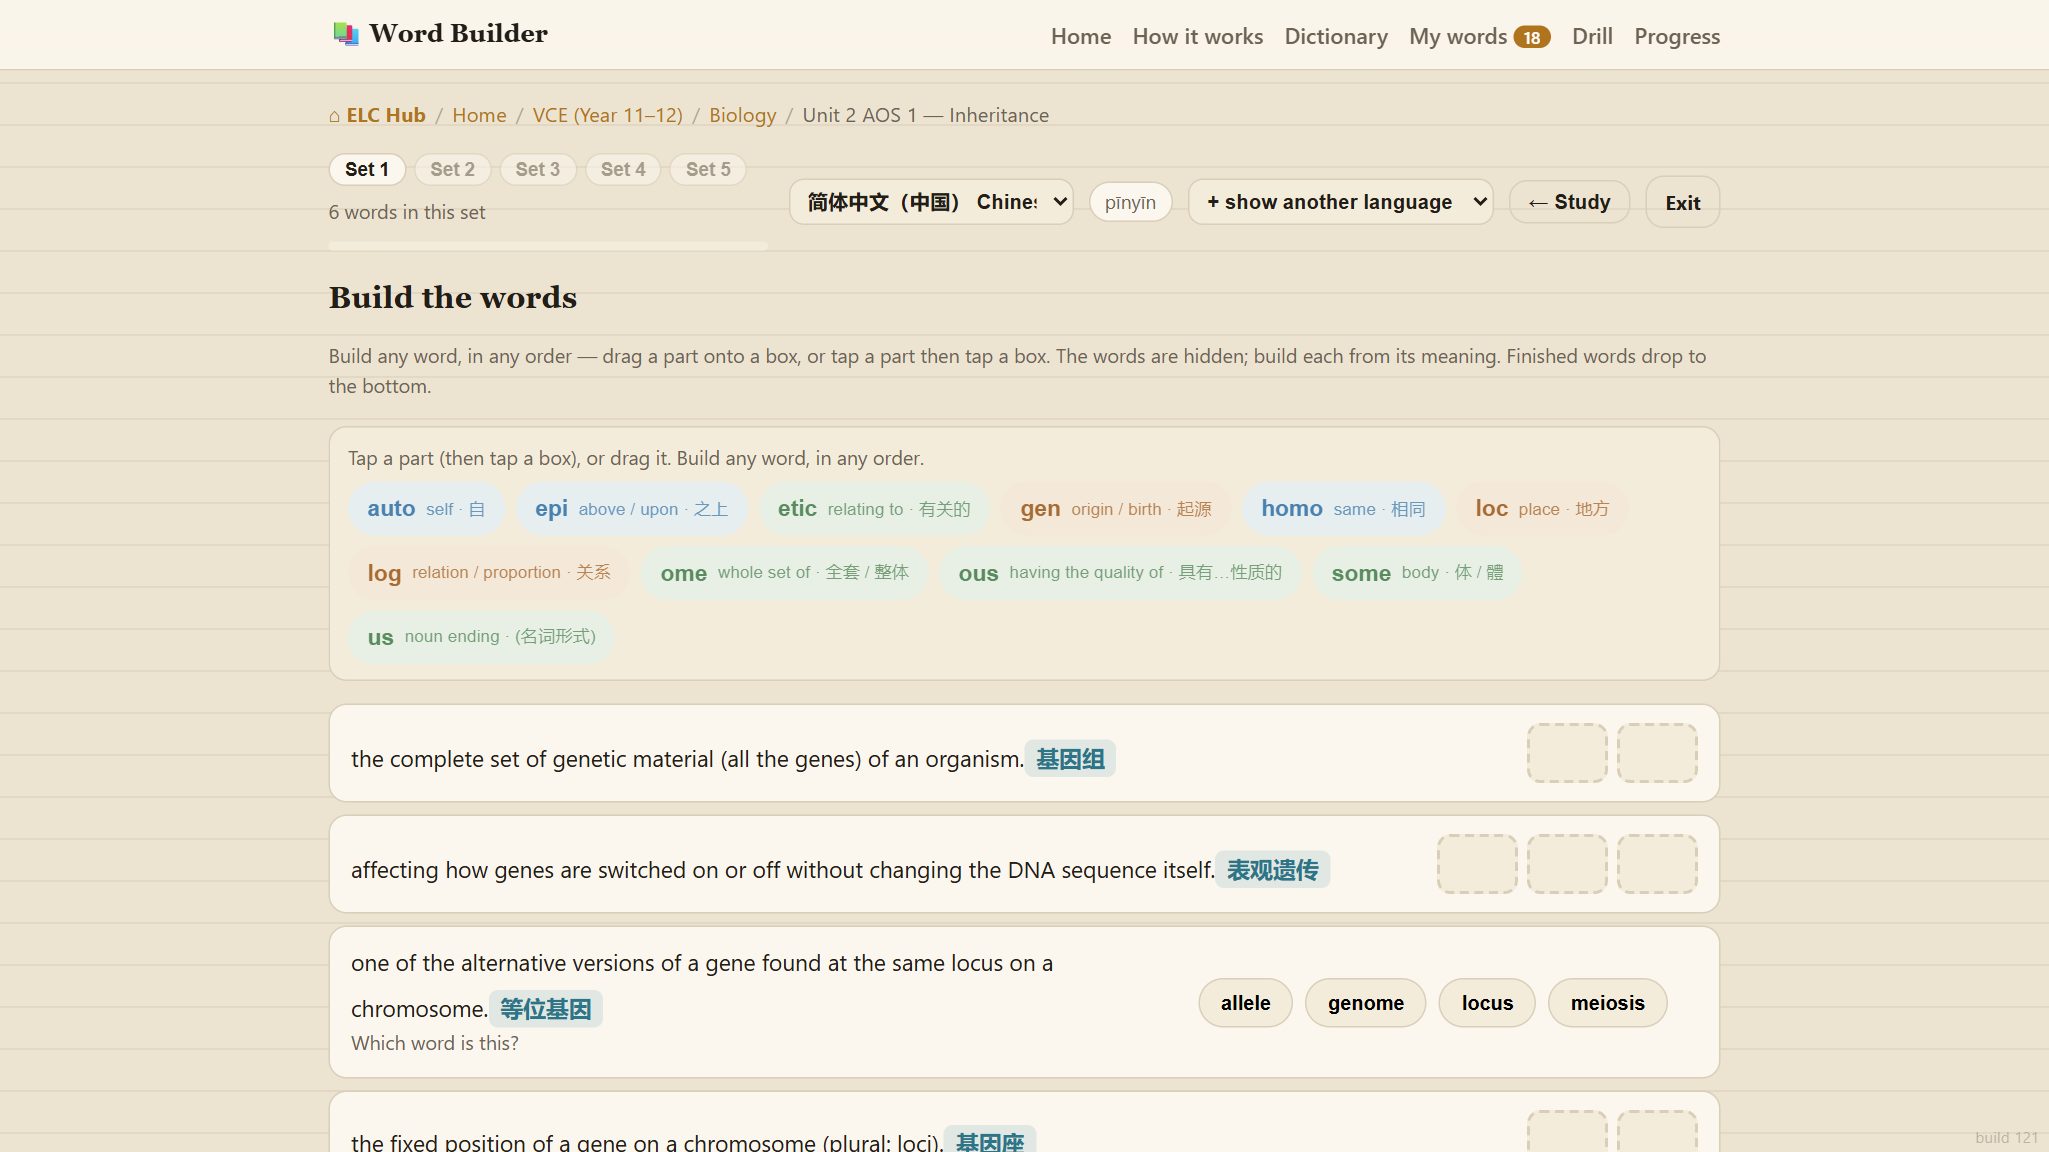 Word Builder
Home How it works Dictionary My words 18 Drill Progress
⌂ ELC Hub / Home / VCE (Year 11–12) / Biology / Unit 2 AOS 1 — Inheritance
Set 1 Set 2 Set 3 Set 4 Set 5
6 words in this set
简体中文（中国） Chine pīnyīn + show another language ← Study Exit
Build the words
Build any word, in any order — drag a part onto a box, or tap a part then tap a box. The words are hidden; build each from its meaning. Finished words drop to
the bottom.
Tap a part (then tap a box), or drag it. Build any word, in any order.
auto self · 自 epi above / upon · 之上 etic relating to · 有关的 gen origin / birth · 起源 homo same · 相同 loc place · 地方
log relation / proportion · 关系 ome whole set of · 全套 / 整体 ous having the quality of · 具有…性质的 some body · 体 / 體
us noun ending · (名词形式)
the complete set of genetic material (all the genes) of an organism. 基因组
affecting how genes are switched on or off without changing the DNA sequence itself. 表观遗传
one of the alternative versions of a gene found at the same locus on a
chromosome. 等位基因
Which word is this?
allele genome locus meiosis
the fixed position of a gene on a chromosome (plural: loci). 基因座
build 121